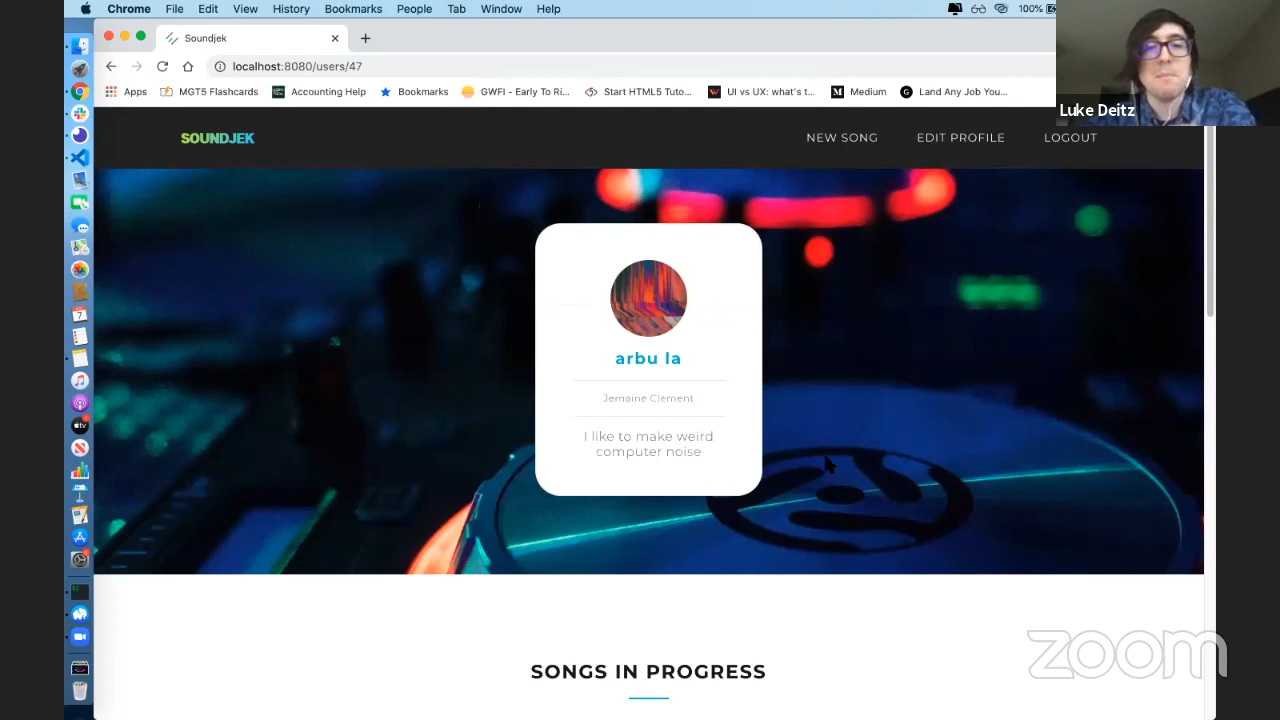 Chrome File Edit View History Bookmarks People Tab Window Help 100%
Soundjek
localhost:8080/users/47
Apps MGT5 Flashcards Accounting Help Bookmarks GWFI - Early To Ri... Start HTML5 Tuto... UI vs UX: what's t... Medium Land Any Job You...
Luke Deitz
SOUNDJEK NEW SONG EDIT PROFILE LOGOUT
arbu la
Jemaine Clement
I like to make weird
computer noise
SONGS IN PROGRESS
zoom